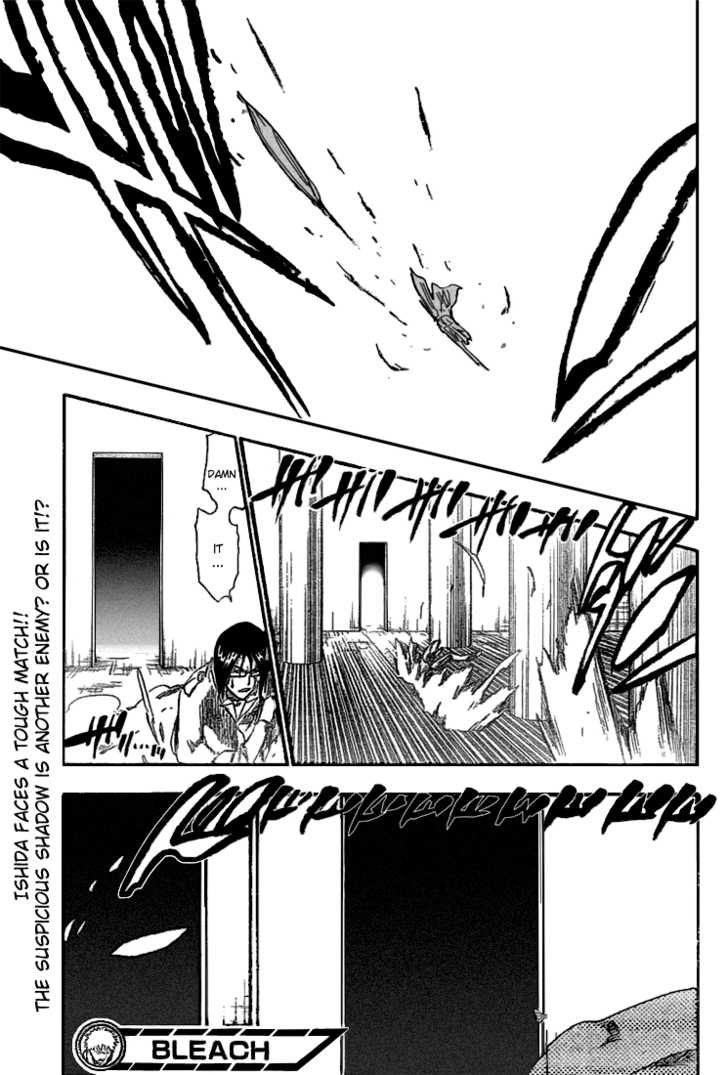 DAMN
...
IT...
ISHIDA FACES A TOUGH MATCH!!
THE SUSPICIOUS SHADOW IS ANOTHER ENEMY? OR IS IT!?
BLEACH